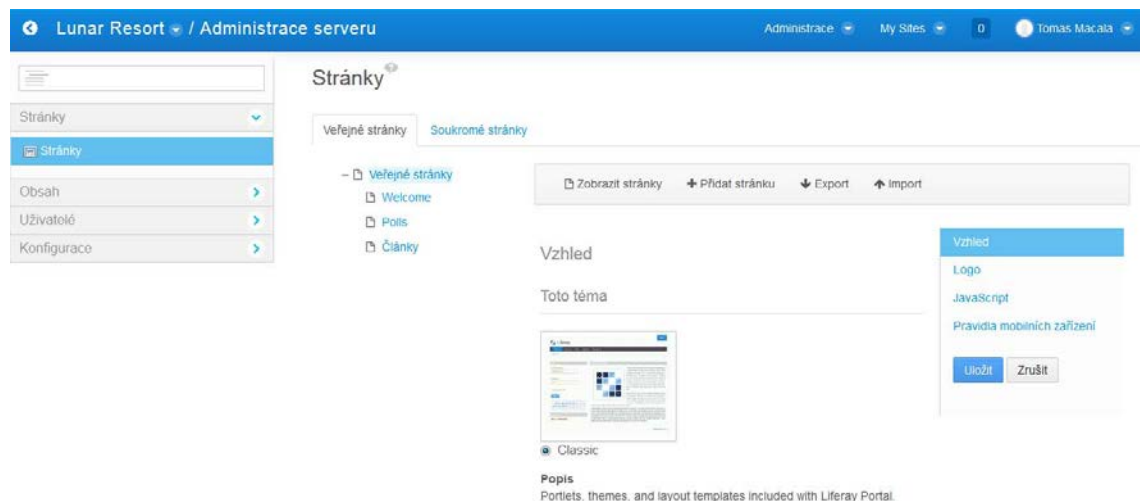 Lunar Resort / Administrace serveru
Administrace My Sites 0 Tomas Macala
Stránky
Stránky
Obsah
Uživatelé
Konfigurace
Stránky
Veřejné stránky Soukromé stránky
Veřejné stránky
Welcome
Polls
Články
Zobrazit stránky Přidat stránku Export Import
Vzhled
Toto téma
Classic
Popis
Portlets, themes, and layout templates included with Liferay Portal.
Vzhled
Logo
JavaScript
Pravidla mobilních zařízení
Uložit Zrušit